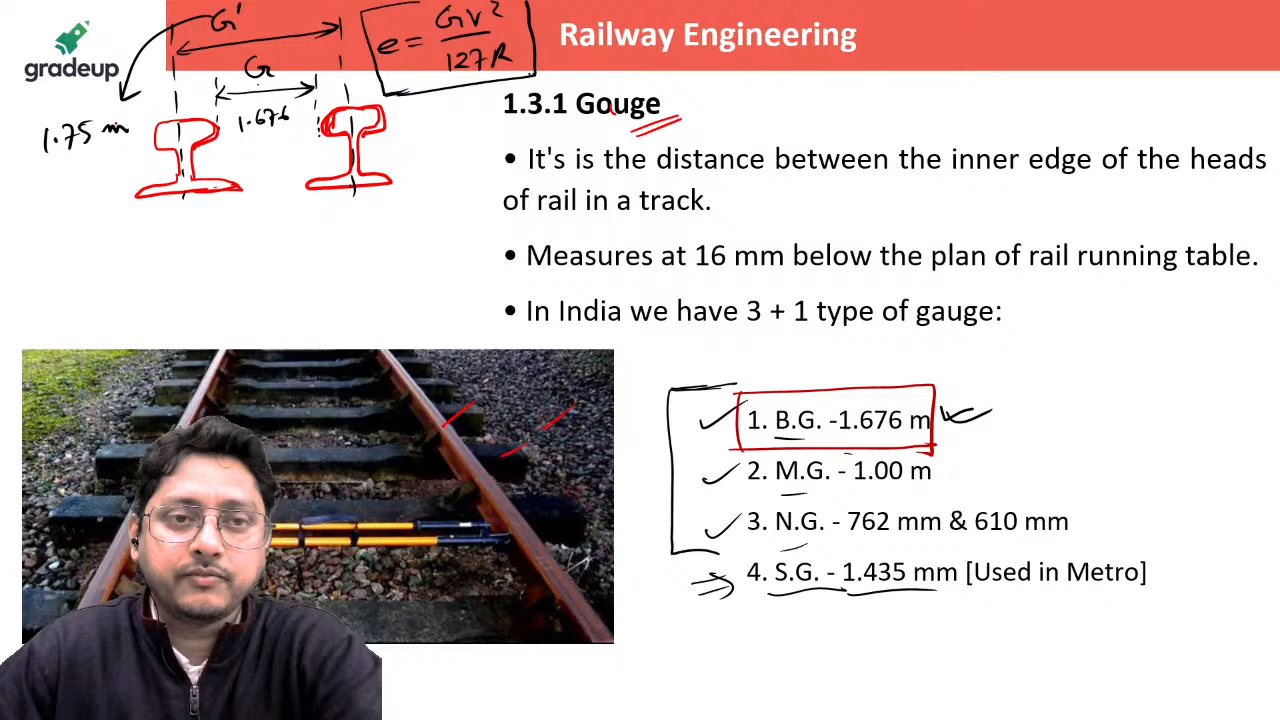 gradeup
Railway Engineering
G'
G
1.676
1.75 m
e = GV²/127R
1.3.1 Gouge
• It's is the distance between the inner edge of the heads
of rail in a track.
• Measures at 16 mm below the plan of rail running table.
• In India we have 3 + 1 type of gauge:
1. B.G. -1.676 m
2. M.G. - 1.00 m
3. N.G. - 762 mm & 610 mm
4. S.G. - 1.435 mm [Used in Metro]